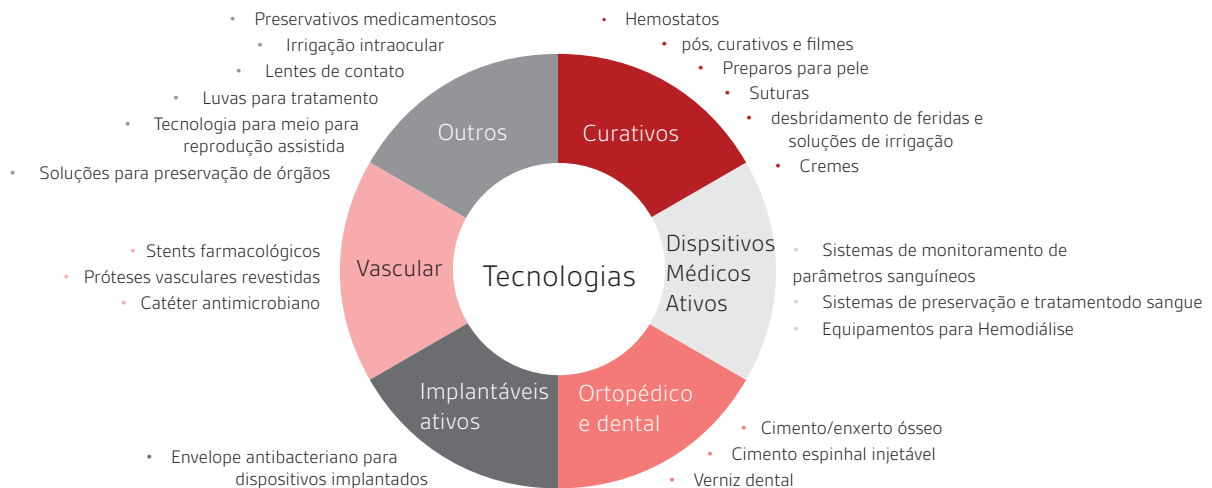 • Preservativos medicamentosos
• Irrigação intraocular
• Lentes de contato
• Luvas para tratamento
• Tecnologia para meio para
reprodução assistida
• Soluções para preservação de órgãos
Outros
Curativos
• Hemostatos
• pós, curativos e filmes
• Preparos para pele
• Suturas
• desbridamento de feridas e
soluções de irrigação
• Cremes
• Stents farmacológicos
• Próteses vasculares revestidas
• Catéter antimicrobiano
Vascular
Tecnologias
Dispsitivos
Médicos
Ativos
• Sistemas de monitoramento de
parâmetros sanguíneos
• Sistemas de preservação e tratamentodo sangue
• Equipamentos para Hemodiálise
Implantáveis
ativos
Ortopédico
e dental
• Envelope antibacteriano para
dispositivos implantados
• Cimento/enxerto ósseo
• Cimento espinhal injetável
• Verniz dental